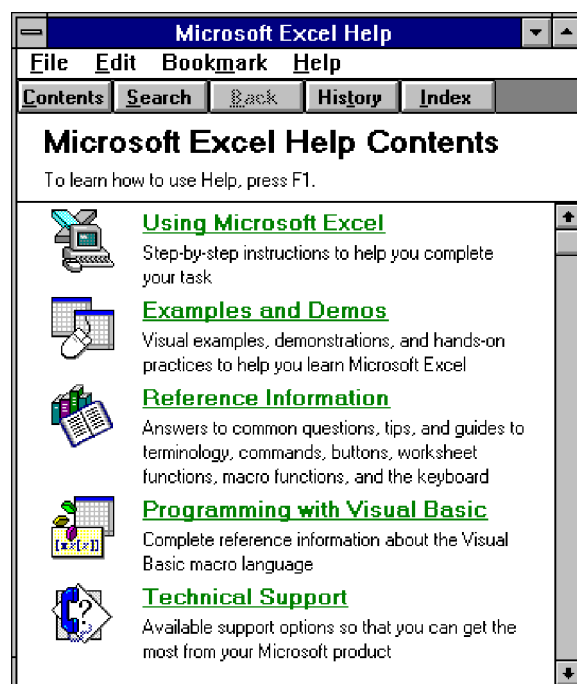 Microsoft Excel Help
File Edit Bookmark Help
Contents Search Back History Index
Microsoft Excel Help Contents
To learn how to use Help, press F1.
Using Microsoft Excel
Step-by-step instructions to help you complete
your task
Examples and Demos
Visual examples, demonstrations, and hands-on
practices to help you learn Microsoft Excel
Reference Information
Answers to common questions, tips, and guides to
terminology, commands, buttons, worksheet
functions, macro functions, and the keyboard
Programming with Visual Basic
Complete reference information about the Visual
Basic macro language
Technical Support
Available support options so that you can get the
most from your Microsoft product